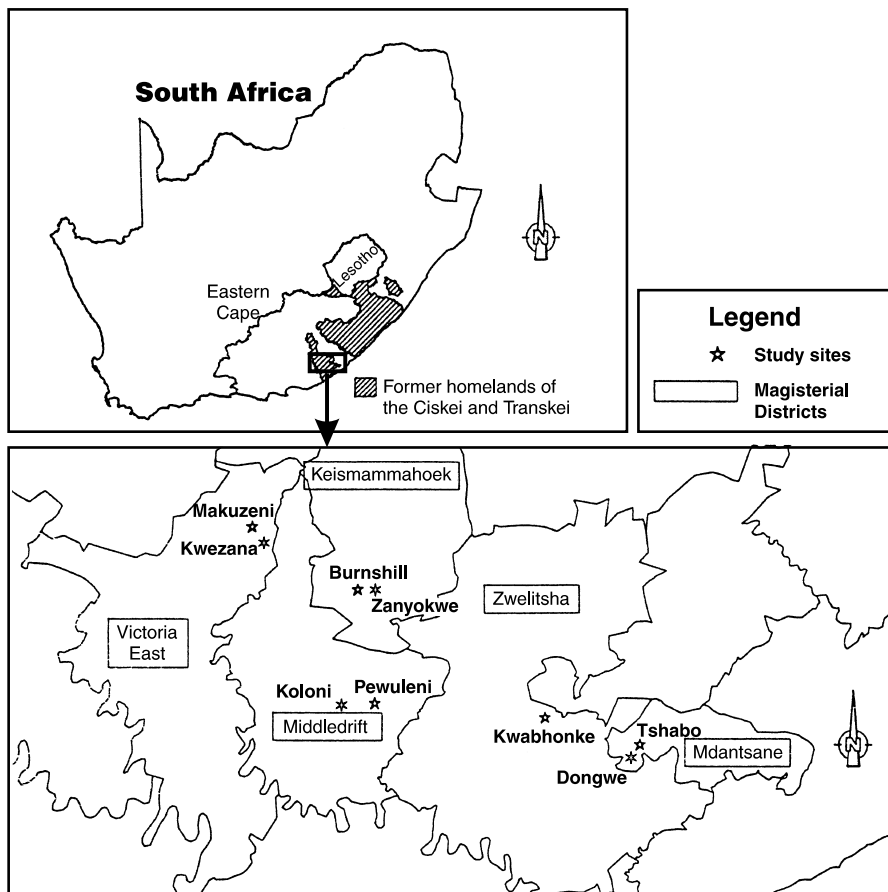 South Africa
Lesotho
Eastern
Cape
N
Former homelands of
the Ciskei and Transkei
Legend
Study sites
Magisterial
Districts
Keismammahoek
Makuzeni
Kwezana
Burnshill
Zanyokwe
Zwelitsha
Victoria
East
Koloni
Pewuleni
Middledrift
Kwabhonke
Tshabo
Mdantsane
Dongwe
N